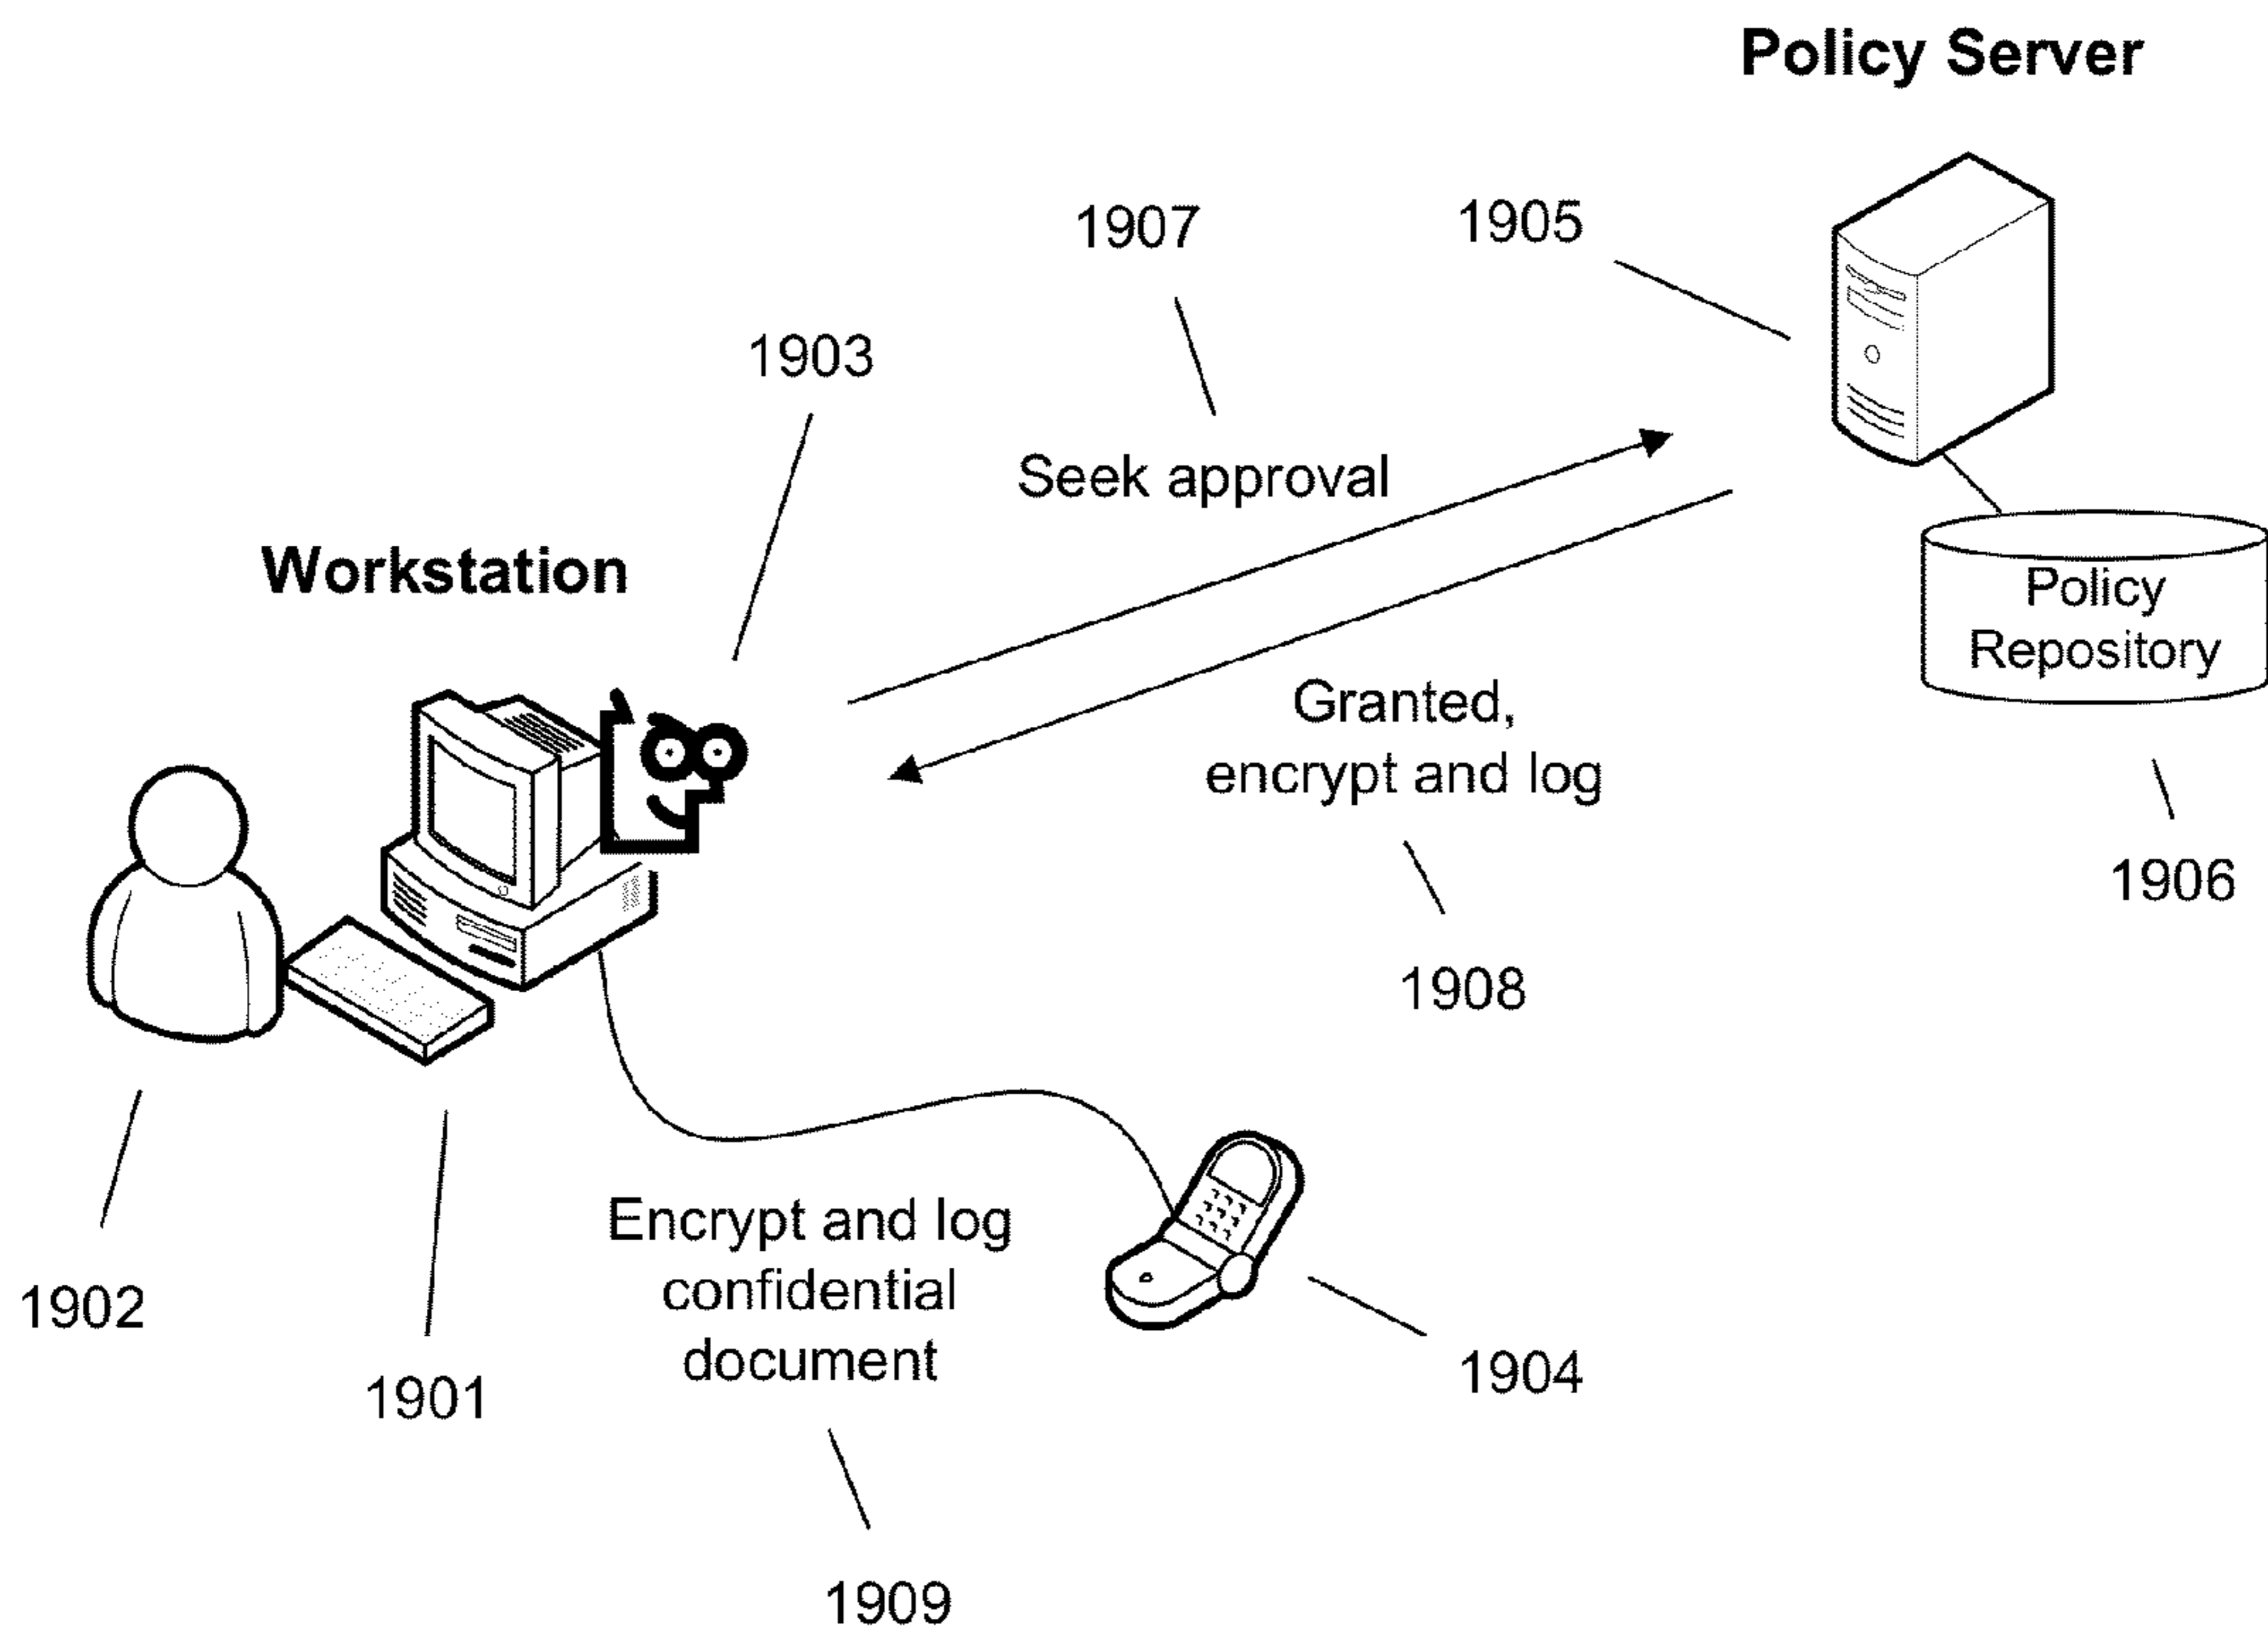 Policy Server
1907
1905
1903
Seek approval
Workstation
Policy
Repository
Granted,
encrypt and log
1906
1908
Encrypt and log
confidential
document
1902
1901
1904
1909